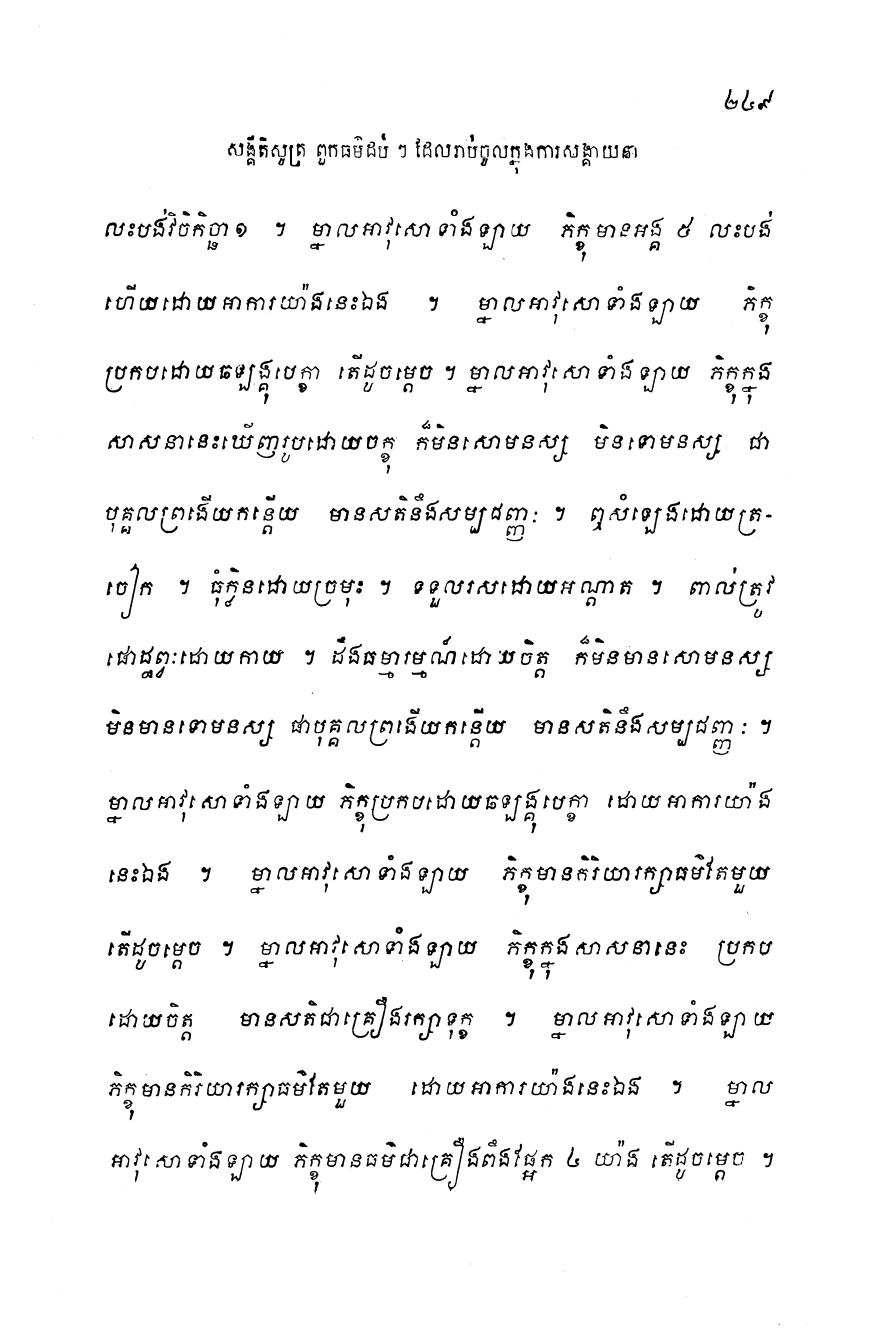 ២៤៩
សង្គីតិសូត្រ ពួកធម៌ដប់ ៗ ដែលរាប់ចូលក្នុងការសង្គាយនា
លះបង់វិចិកិច្ឆា១ ។ ម្នាលអាវុសោទាំងឡាយ ភិក្ខុមានអង្គ ៥ លះបង់
ហើយដោយអាការយ៉ាងនេះឯង ។ ម្នាលអាវុសោទាំងឡាយ ភិក្ខុ
ប្រកបដោយឆឡង្គុបេក្ខា តើដូចម្តេច ។ ម្នាលអាវុសោទាំងឡាយ ភិក្ខុក្នុង
សាសនានេះឃើញរូបដោយចក្ខុ ក៏មិនសោមនស្ស មិនទោមនស្ស ជា
បុគ្គលព្រងើយកន្តើយ មានសតិនឹងសម្បជញ្ញៈ ។ ឮសំឡេងដោយត្រ-
ចៀក ។ ធុំក្លិនដោយច្រមុះ ។ ទទួលរសដោយអណ្តាត ។ ពាល់ត្រូវ
ផោដ្ឋព្វៈដោយកាយ ។ ដឹងធម្មារម្មណ៍ដោយចិត្ត ក៏មិនមានសោមនស្ស
មិនមានទោមនស្ស ជាបុគ្គលព្រងើយកន្តើយ មានសតិនឹងសម្បជញ្ញៈ ។
ម្នាលអាវុសោទាំងឡាយ ភិក្ខុប្រកបដោយឆឡង្គុបេក្ខា ដោយអាការយ៉ាង
នេះឯង ។ ម្នាលអាវុសោទាំងឡាយ ភិក្ខុមានកិរិយារក្សាធម៌តែមួយ
តើដូចម្តេច ។ ម្នាលអាវុសោទាំងឡាយ ភិក្ខុក្នុងសាសនានេះ ប្រកប
ដោយចិត្ត មានសតិជាគ្រឿងរក្សាទុក្ខ ។ ម្នាលអាវុសោទាំងឡាយ
ភិក្ខុមានកិរិយារក្សាធម៌តែមួយ ដោយអាការយ៉ាងនេះឯង ។ ម្នាល
អាវុសោទាំងឡាយ ភិក្ខុមានធម៌ជាគ្រឿងពឹងផ្អែក ៤ យ៉ាង តើដូចម្តេច ។